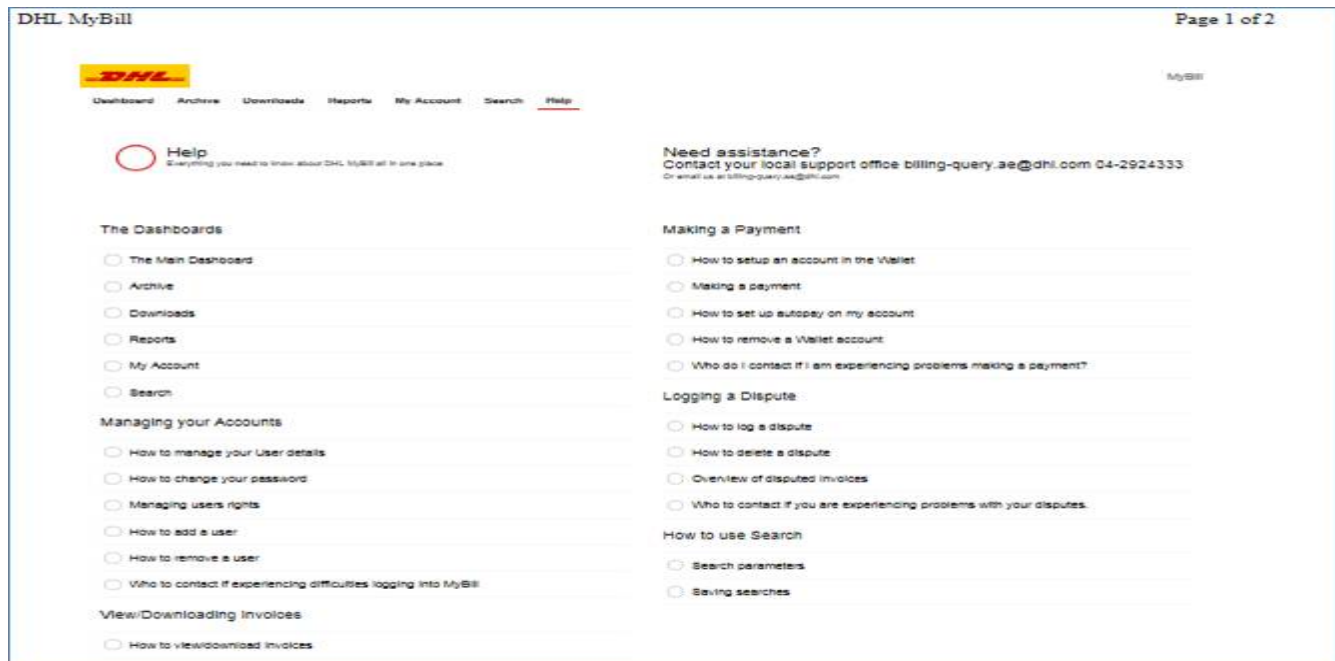 DHL MyBill
Page 1 of 2
DHL
MyBill
Dashboard Archive Downloads Reports My Account Search Help
Help
Everything you need to know about DHL MyBill all in one place
Need assistance?
Contact your local support office billing-query.ae@dhl.com 04-2924333
Or email us at billing-query.ae@dhl.com
The Dashboards
The Main Dashboard
Archive
Downloads
Reports
My Account
Search
Managing your Accounts
How to manage your User details
How to change your password
Managing users rights
How to add a user
How to remove a user
Who to contact if experiencing difficulties logging into MyBill
View/Downloading Invoices
How to view/download invoices
Making a Payment
How to setup an account in the Wallet
Making a payment
How to set up autopay on my account
How to remove a Wallet account
Who do I contact if I am experiencing problems making a payment?
Logging a Dispute
How to log a dispute
How to delete a dispute
Overview of disputed invoices
Who to contact if you are experiencing problems with your disputes.
How to use Search
Search parameters
Saving searches